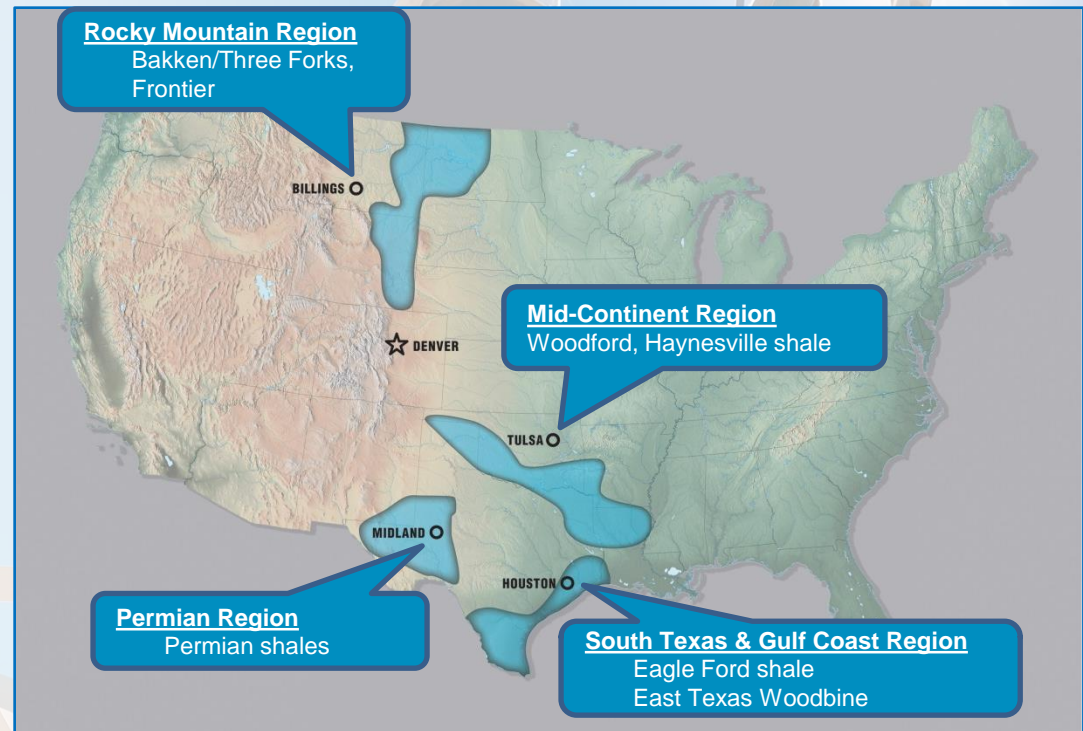 Rocky Mountain Region
Bakken/Three Forks,
Frontier
BILLINGS
Mid-Continent Region
Woodford, Haynesville shale
DENVER
TULSA
MIDLAND
HOUSTON
Permian Region
Permian shales
South Texas & Gulf Coast Region
Eagle Ford shale
East Texas Woodbine